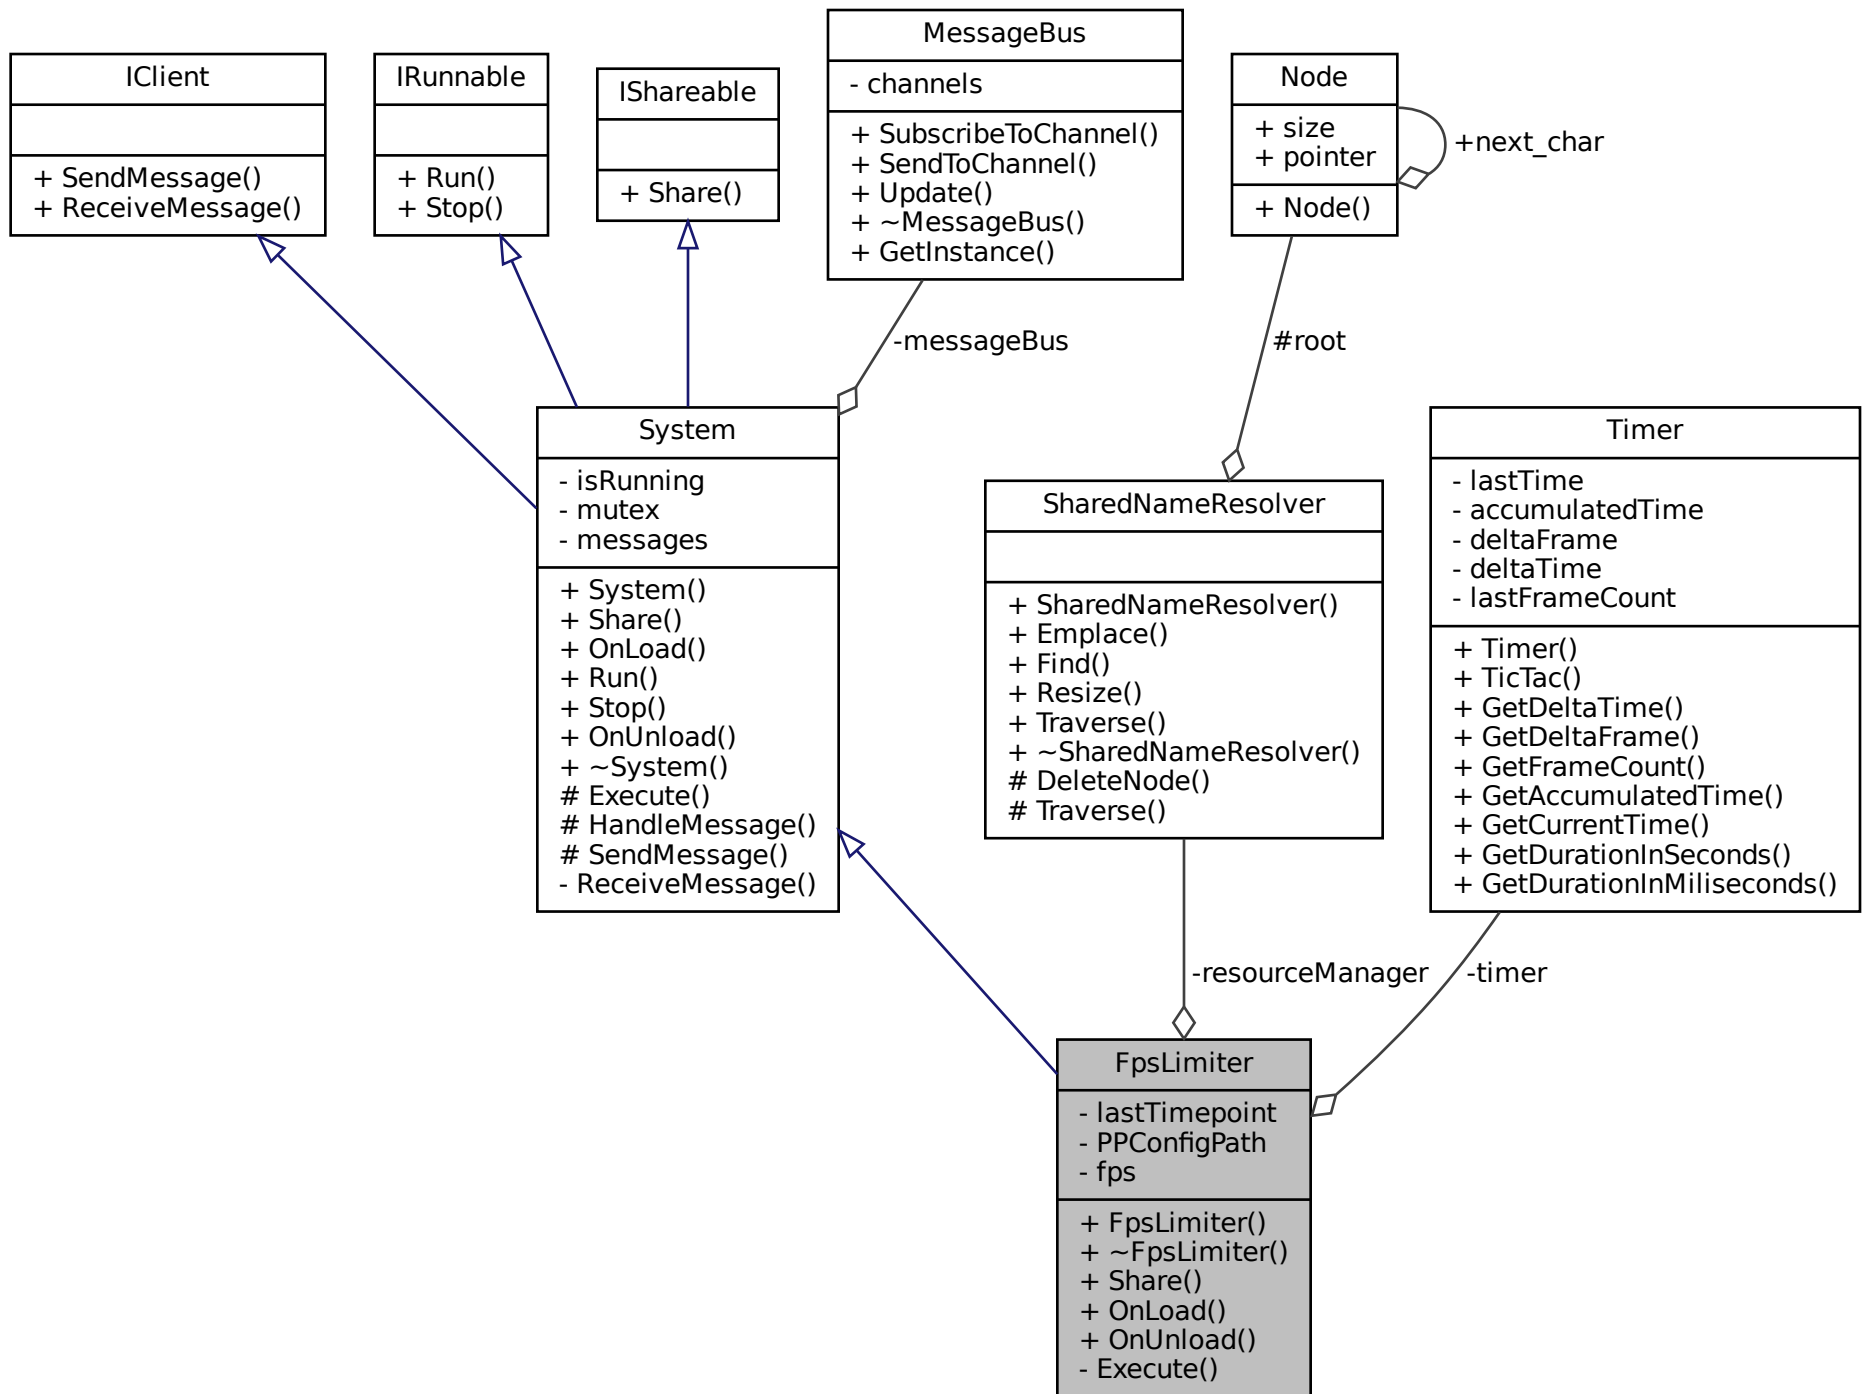 IClient
+ SendMessage()
+ ReceiveMessage()
IRunnable
+ Run()
+ Stop()
IShareable
+ Share()
MessageBus
- channels
+ SubscribeToChannel()
+ SendToChannel()
+ Update()
+ ~MessageBus()
+ GetInstance()
Node
+ size
+ pointer
+ Node()
+next_char
-messageBus
#root
System
- isRunning
- mutex
- messages
+ System()
+ Share()
+ OnLoad()
+ Run()
+ Stop()
+ OnUnload()
+ ~System()
# Execute()
# HandleMessage()
# SendMessage()
- ReceiveMessage()
SharedNameResolver
+ SharedNameResolver()
+ Emplace()
+ Find()
+ Resize()
+ Traverse()
+ ~SharedNameResolver()
# DeleteNode()
# Traverse()
Timer
- lastTime
- accumulatedTime
- deltaFrame
- deltaTime
- lastFrameCount
+ Timer()
+ TicTac()
+ GetDeltaTime()
+ GetDeltaFrame()
+ GetFrameCount()
+ GetAccumulatedTime()
+ GetCurrentTime()
+ GetDurationInSeconds()
+ GetDurationInMiliseconds()
-resourceManager
-timer
FpsLimiter
- lastTimepoint
- PPConfigPath
- fps
+ FpsLimiter()
+ ~FpsLimiter()
+ Share()
+ OnLoad()
+ OnUnload()
- Execute()